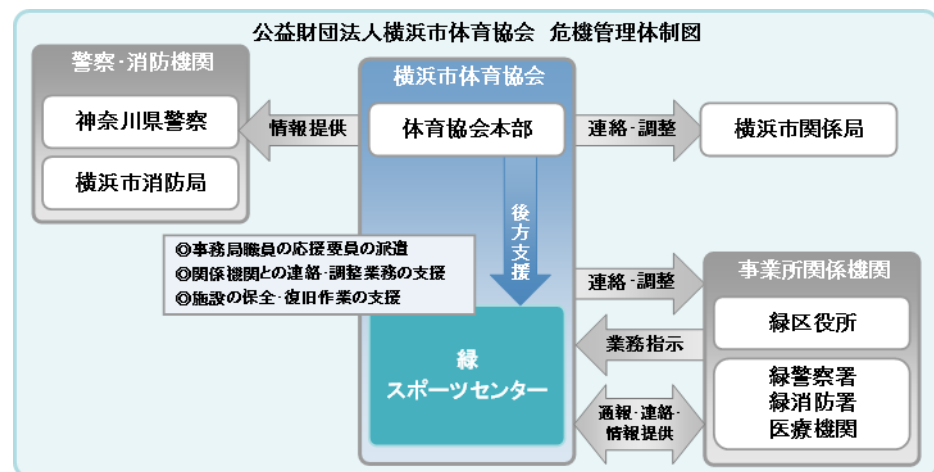 公益財団法人横浜市体育協会 危機管理体制図
警察・消防機関
神奈川県警察
横浜市消防局
情報提供
横浜市体育協会
体育協会本部
連絡・調整
横浜市関係局
後方支援
◎事務局職員の応援要員の派遣
◎関係機関との連絡・調整業務の支援
◎施設の保全・復旧作業の支援
緑
スポーツセンター
連絡・調整
業務指示
通報・連絡・
情報提供
事業所関係機関
緑区役所
緑警察署
緑消防署
医療機関